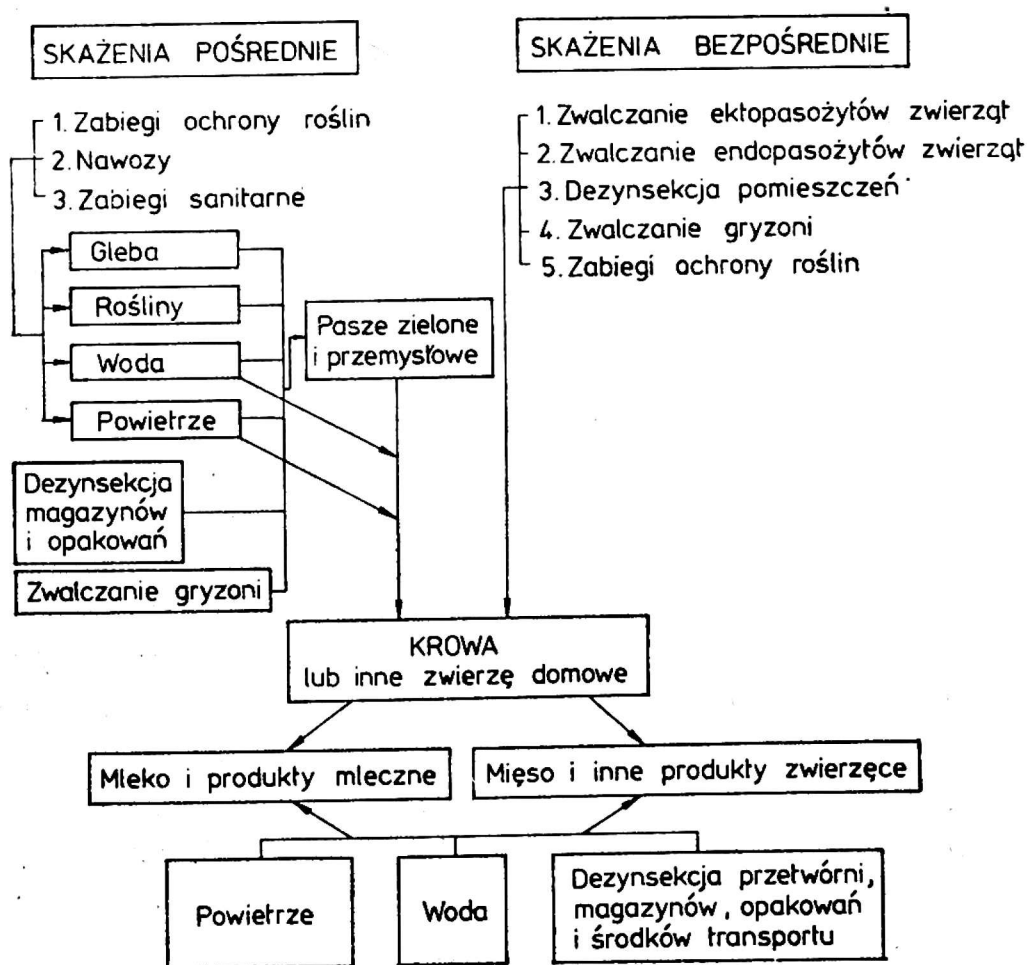 SKAŻENIA POŚREDNIE
1. Zabiegi ochrony roślin
2. Nawozy
3. Zabiegi sanitarne
Gleba
Rośliny
Woda
Powietrze
Dezynsekcja
magazynów
i opakowań
Zwalczanie gryzoni
Pasze zielone
i przemysłowe
SKAŻENIA BEZPOŚREDNIE
1. Zwalczanie ektopasożytów zwierząt
2. Zwalczanie endopasożytów zwierząt
3. Dezynsekcja pomieszczeń
4. Zwalczanie gryzoni
5. Zabiegi ochrony roślin
KROWA
lub inne zwierzę domowe
Mleko i produkty mleczne
Mięso i inne produkty zwierzęce
Powietrze
Woda
Dezynsekcja przetwórni,
magazynów, opakowań
i środków transportu